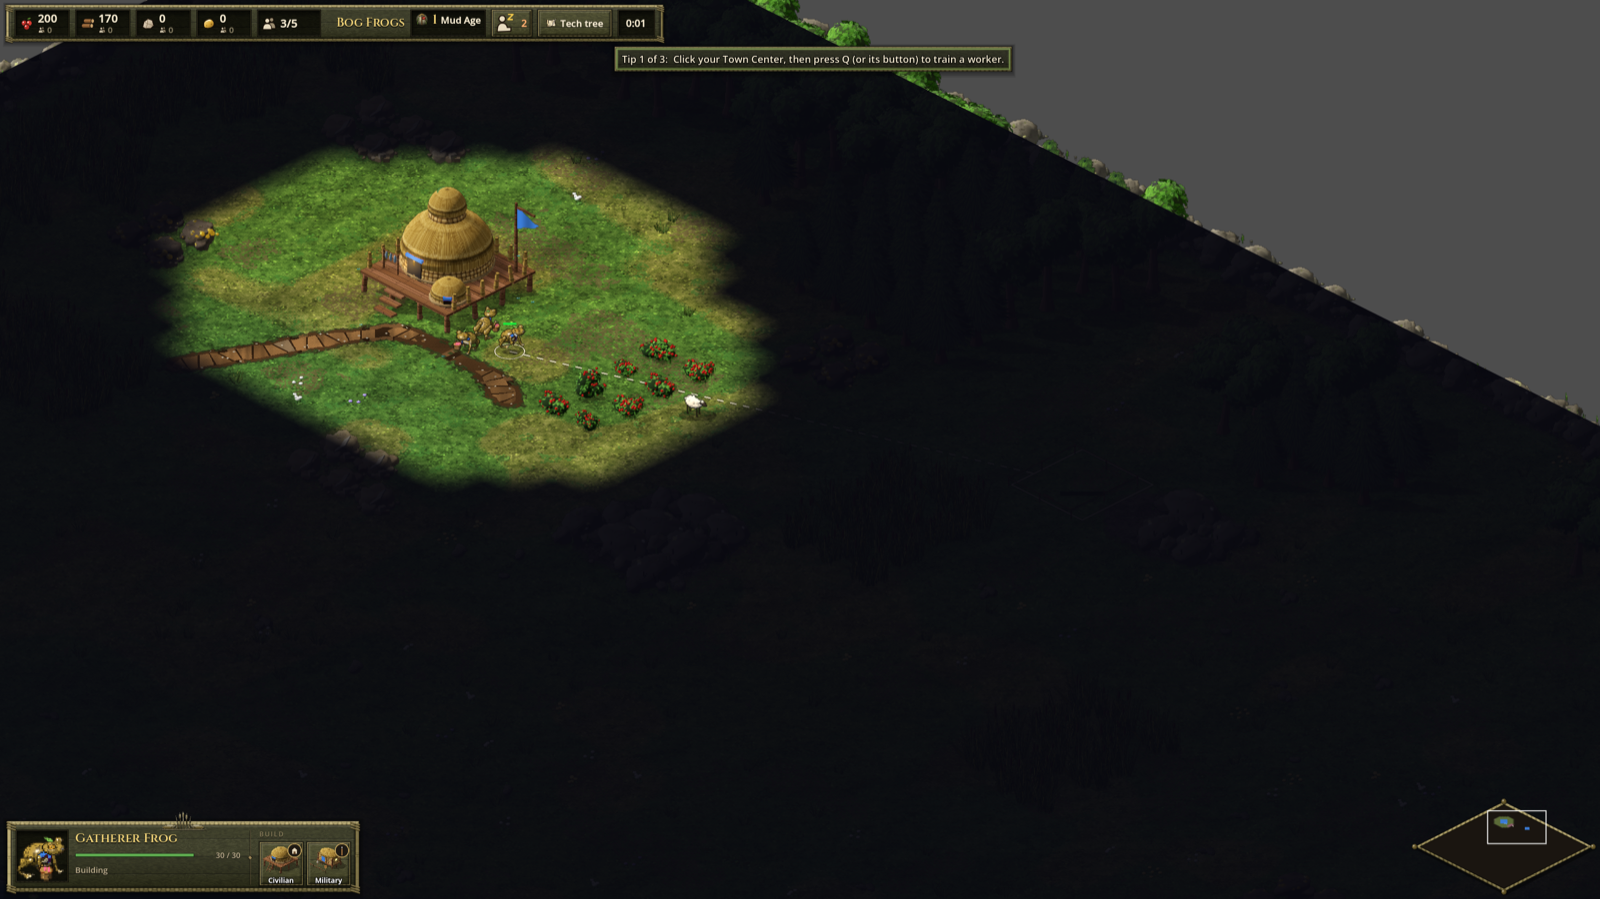 200 170 0 0 3/5 BOG FROGS I Mud Age Z 2 Tech tree 0:01
0 0 0 0
Tip 1 of 3: Click your Town Center, then press Q (or its button) to train a worker.
GATHERER FROG
30 / 30
Building
BUILD
Civilian Military